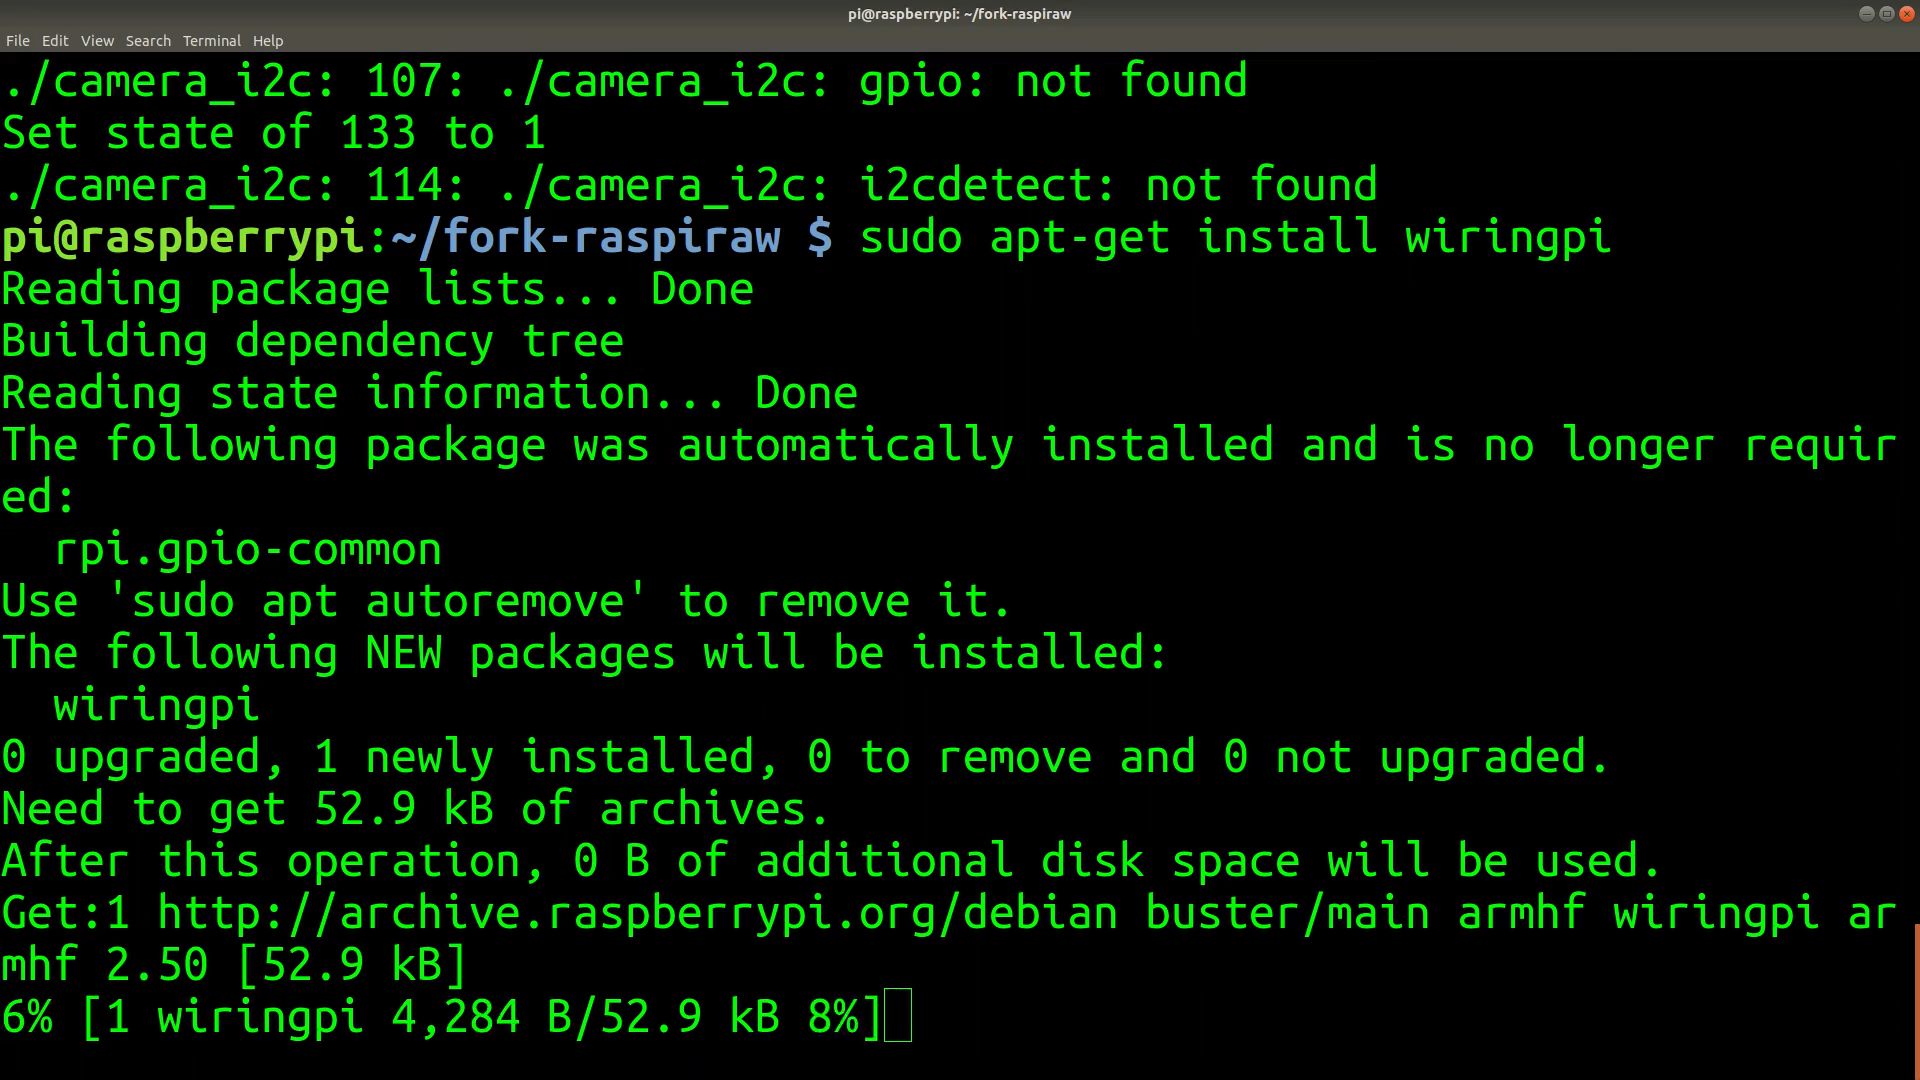 pi@raspberrypi: ~/fork-raspiraw
File Edit View Search Terminal Help
./camera_i2c: 107: ./camera_i2c: gpio: not found
Set state of 133 to 1
./camera_i2c: 114: ./camera_i2c: i2cdetect: not found
pi@raspberrypi:~/fork-raspiraw $ sudo apt-get install wiringpi
Reading package lists... Done
Building dependency tree
Reading state information... Done
The following package was automatically installed and is no longer requir
ed:
  rpi.gpio-common
Use 'sudo apt autoremove' to remove it.
The following NEW packages will be installed:
  wiringpi
0 upgraded, 1 newly installed, 0 to remove and 0 not upgraded.
Need to get 52.9 kB of archives.
After this operation, 0 B of additional disk space will be used.
Get:1 http://archive.raspberrypi.org/debian buster/main armhf wiringpi ar
mhf 2.50 [52.9 kB]
6% [1 wiringpi 4,284 B/52.9 kB 8%]